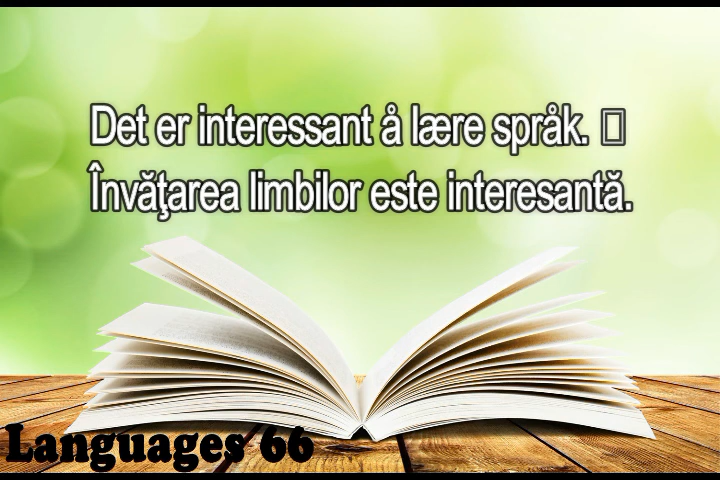 Det er interessant å lære språk. □
Învăţarea limbilor este interesantă.
Languages 66